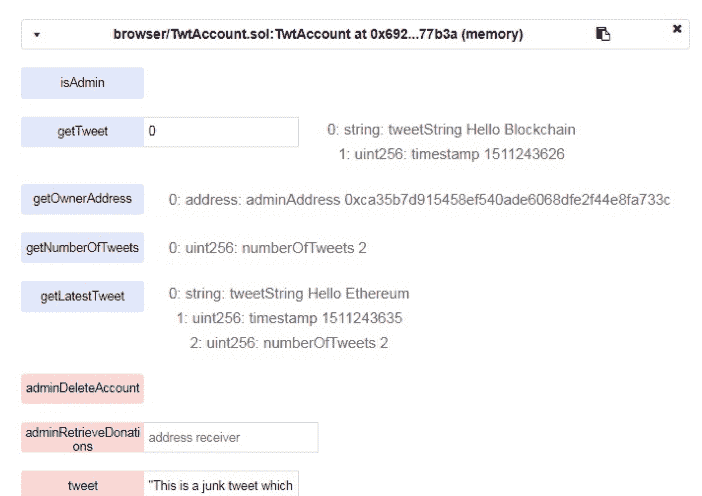 browser/TwtAccount.sol:TwtAccount at 0x692...77b3a (memory)
isAdmin
getTweet 0 0: string: tweetString Hello Blockchain
1: uint256: timestamp 1511243626
getOwnerAddress 0: address: adminAddress 0xca35b7d915458ef540ade6068dfe2f44e8fa733c
getNumberOfTweets 0: uint256: numberOfTweets 2
getLatestTweet 0: string: tweetString Hello Ethereum
1: uint256: timestamp 1511243635
2: uint256: numberOfTweets 2
adminDeleteAccount
adminRetrieveDonati
ons
address receiver
tweet "This is a junk tweet which